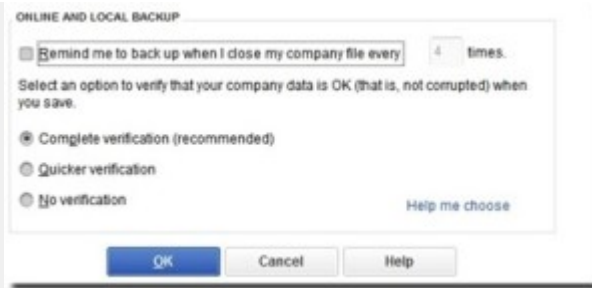 ONLINE AND LOCAL BACKUP
Remind me to back up when I close my company file every 4 times.
Select an option to verify that your company data is OK (that is, not corrupted) when
you save.
Complete verification (recommended)
Quicker verification
No verification
Help me choose
OK Cancel Help